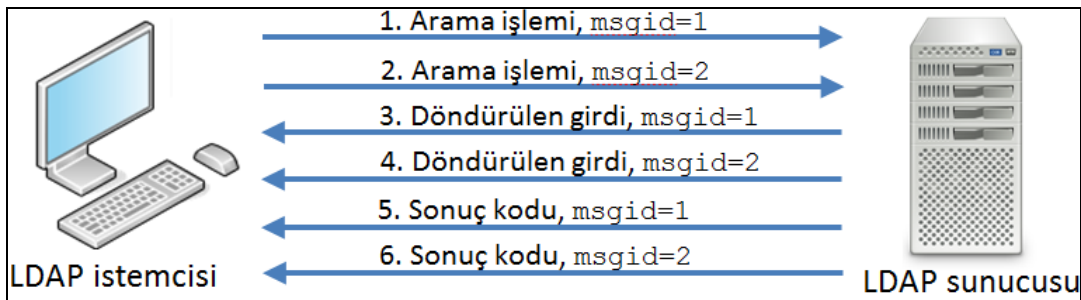 1. Arama işlemi, msgid=1
2. Arama işlemi, msgid=2
3. Döndürülen girdi, msgid=1
4. Döndürülen girdi, msgid=2
5. Sonuç kodu, msgid=1
6. Sonuç kodu, msgid=2
LDAP istemcisi
LDAP sunucusu